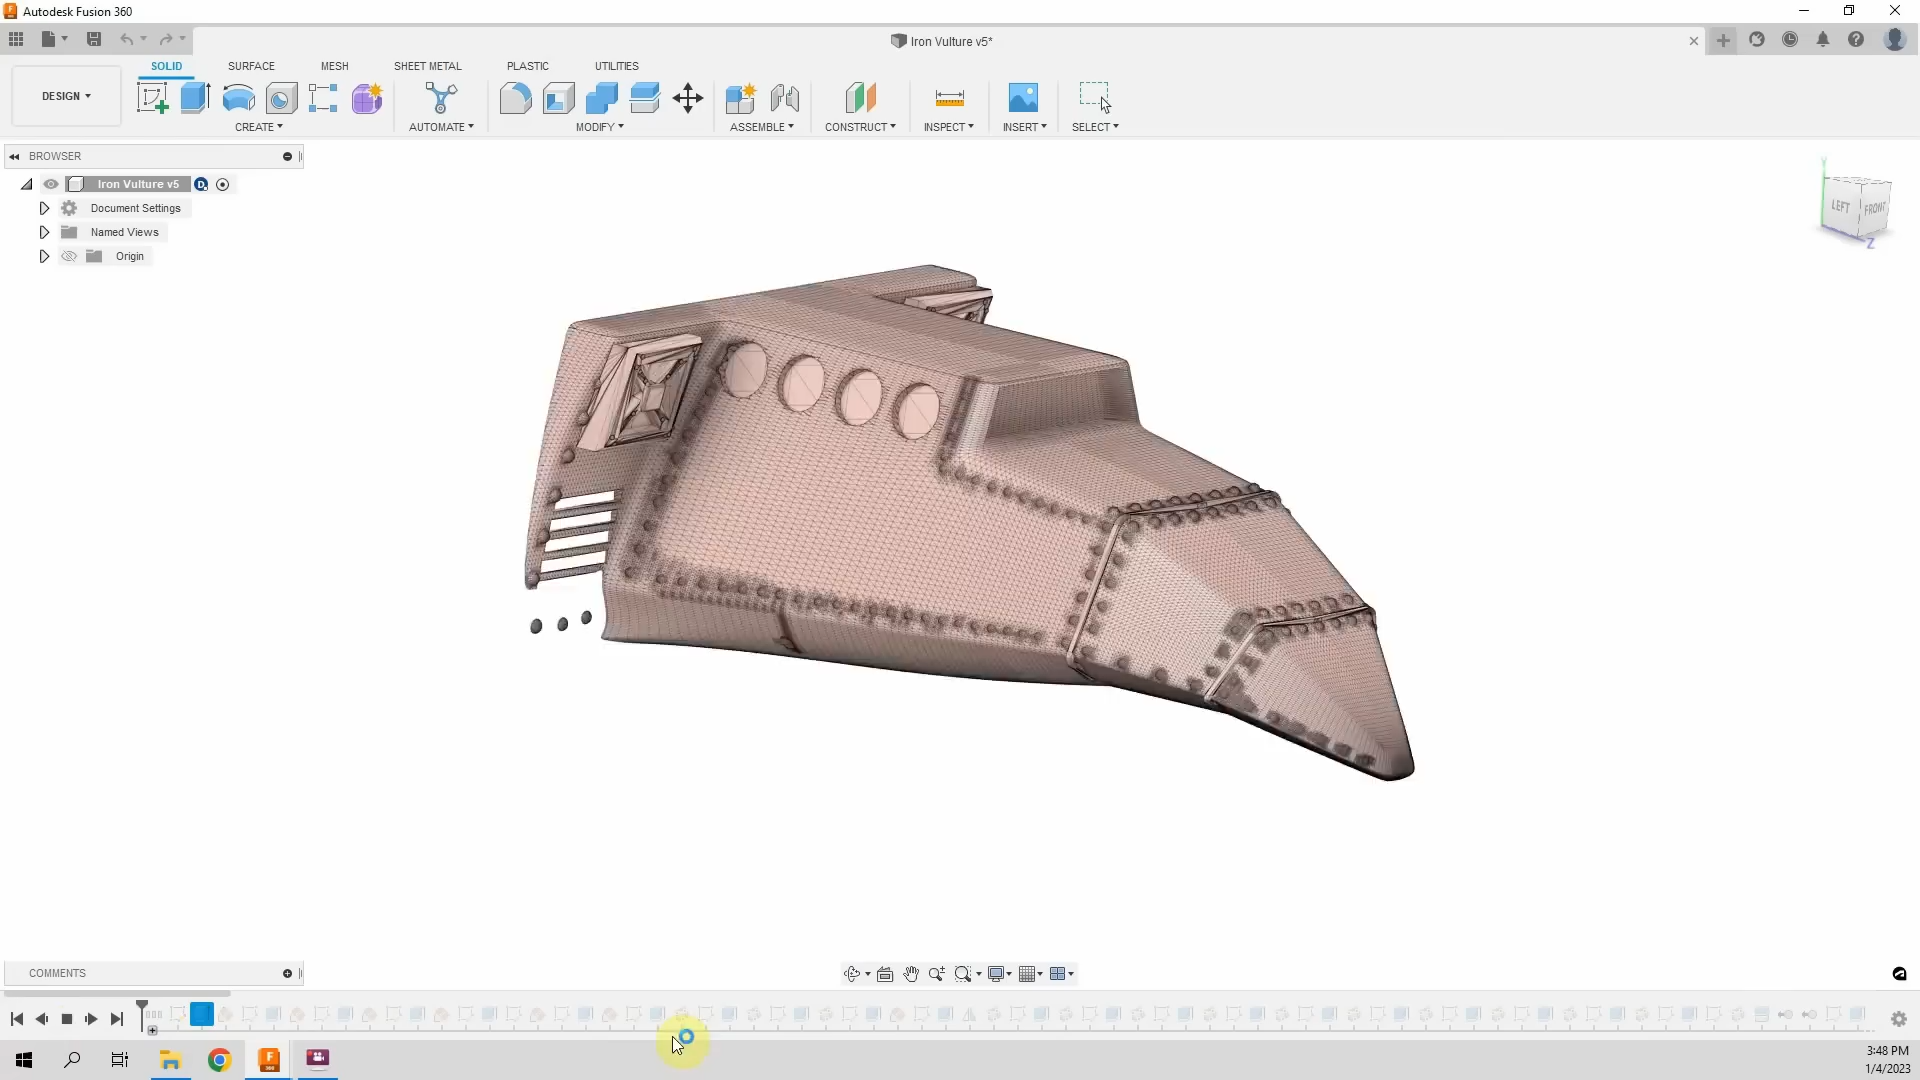 Autodesk Fusion 360
Iron Vulture v5*
SOLID SURFACE MESH SHEET METAL PLASTIC UTILITIES
DESIGN
CREATE AUTOMATE MODIFY ASSEMBLE CONSTRUCT INSPECT INSERT SELECT
BROWSER
Iron Vulture v5
Document Settings
Named Views
Origin
LEFT FRONT
Y
Z
COMMENTS
3:48 PM
1/4/2023